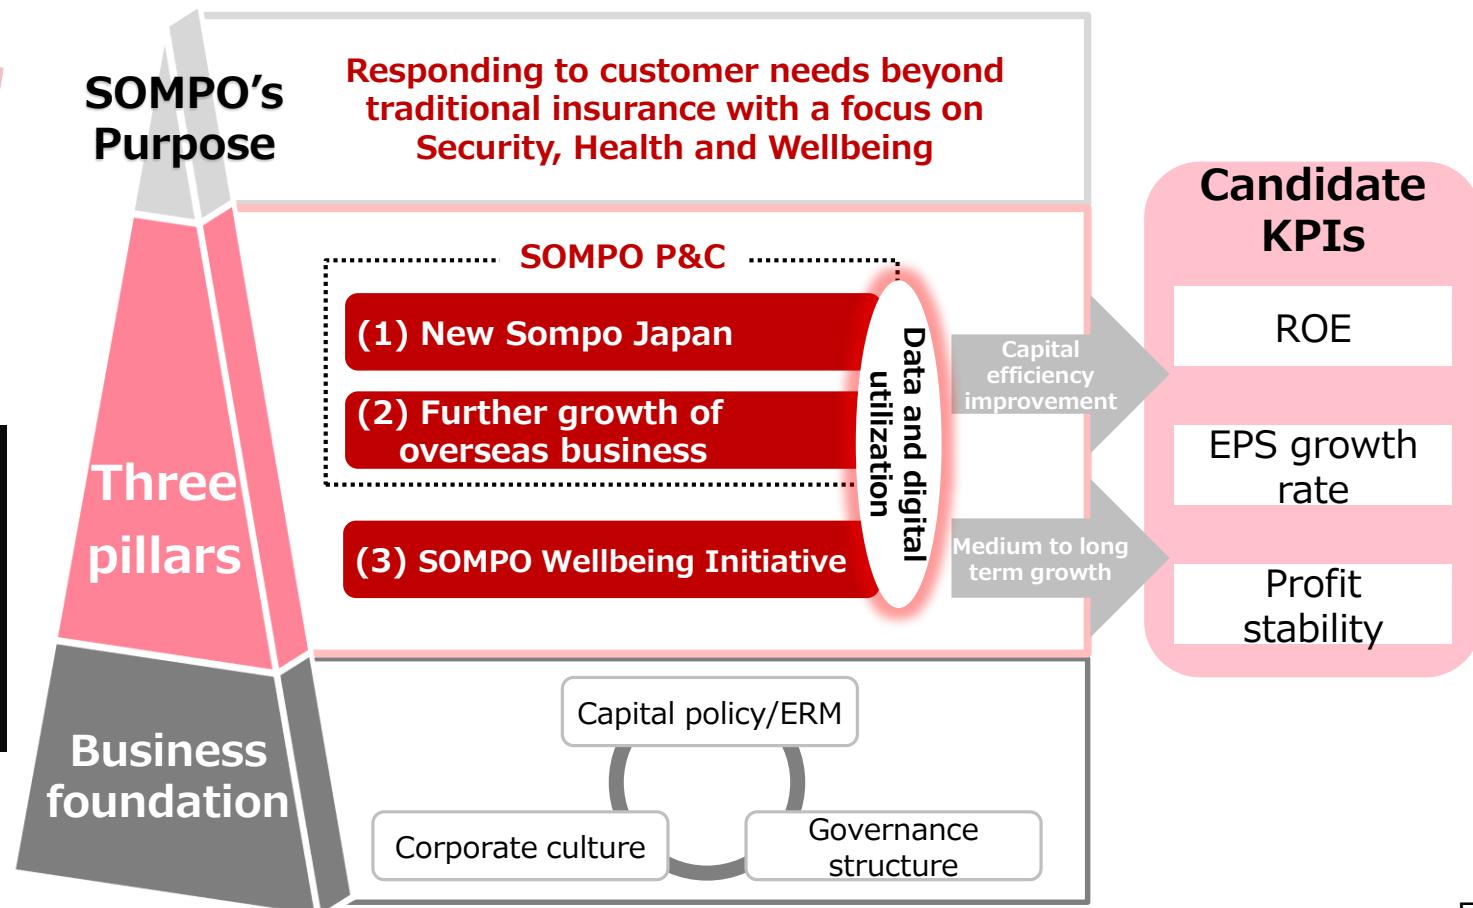 SOMPO's
Purpose
Responding to customer needs beyond
traditional insurance with a focus on
Security, Health and Wellbeing
Three
pillars
SOMPO P&C
(1) New Sompo Japan
(2) Further growth of
overseas business
(3) SOMPO Wellbeing Initiative
Data and digital
utilization
Capital
efficiency
improvement
Medium to long
term growth
Candidate
KPIs
ROE
EPS growth
rate
Profit
stability
Business
foundation
Capital policy/ERM
Corporate culture
Governance
structure